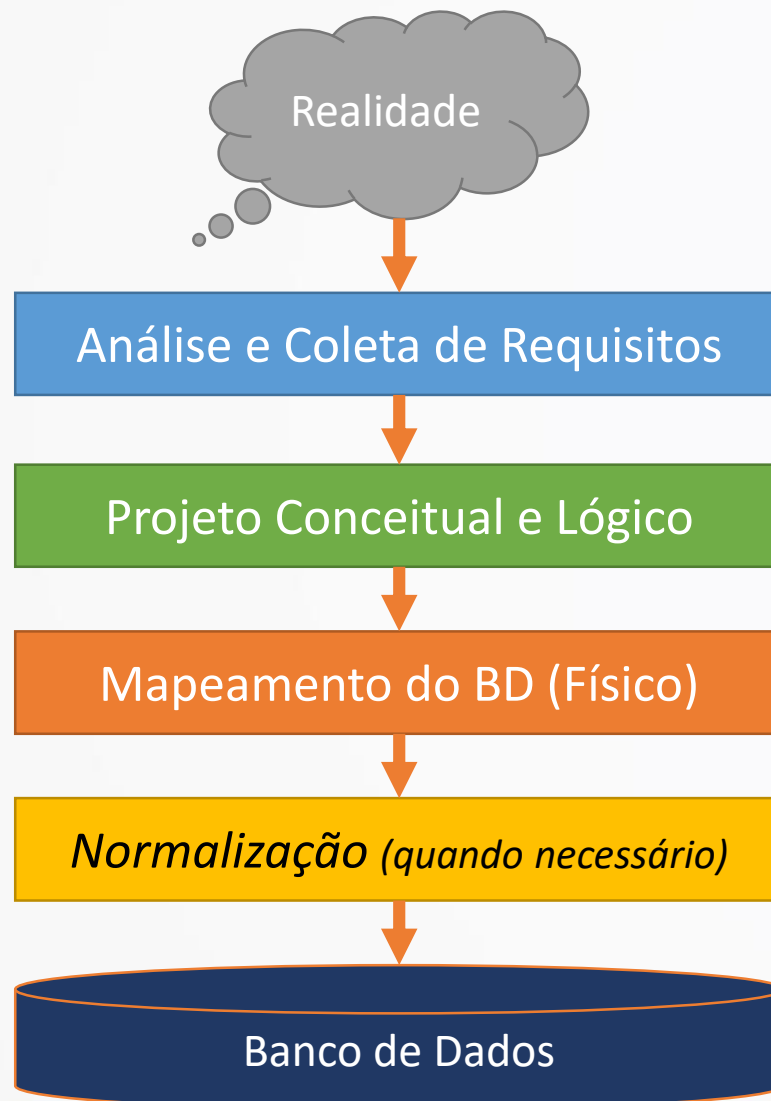 Realidade
Análise e Coleta de Requisitos
Projeto Conceitual e Lógico
Mapeamento do BD (Físico)
Normalização (quando necessário)
Banco de Dados